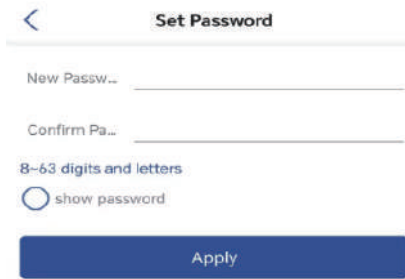 Set Password
New Passw...
Confirm Pa...
8~63 digits and letters
show password
Apply